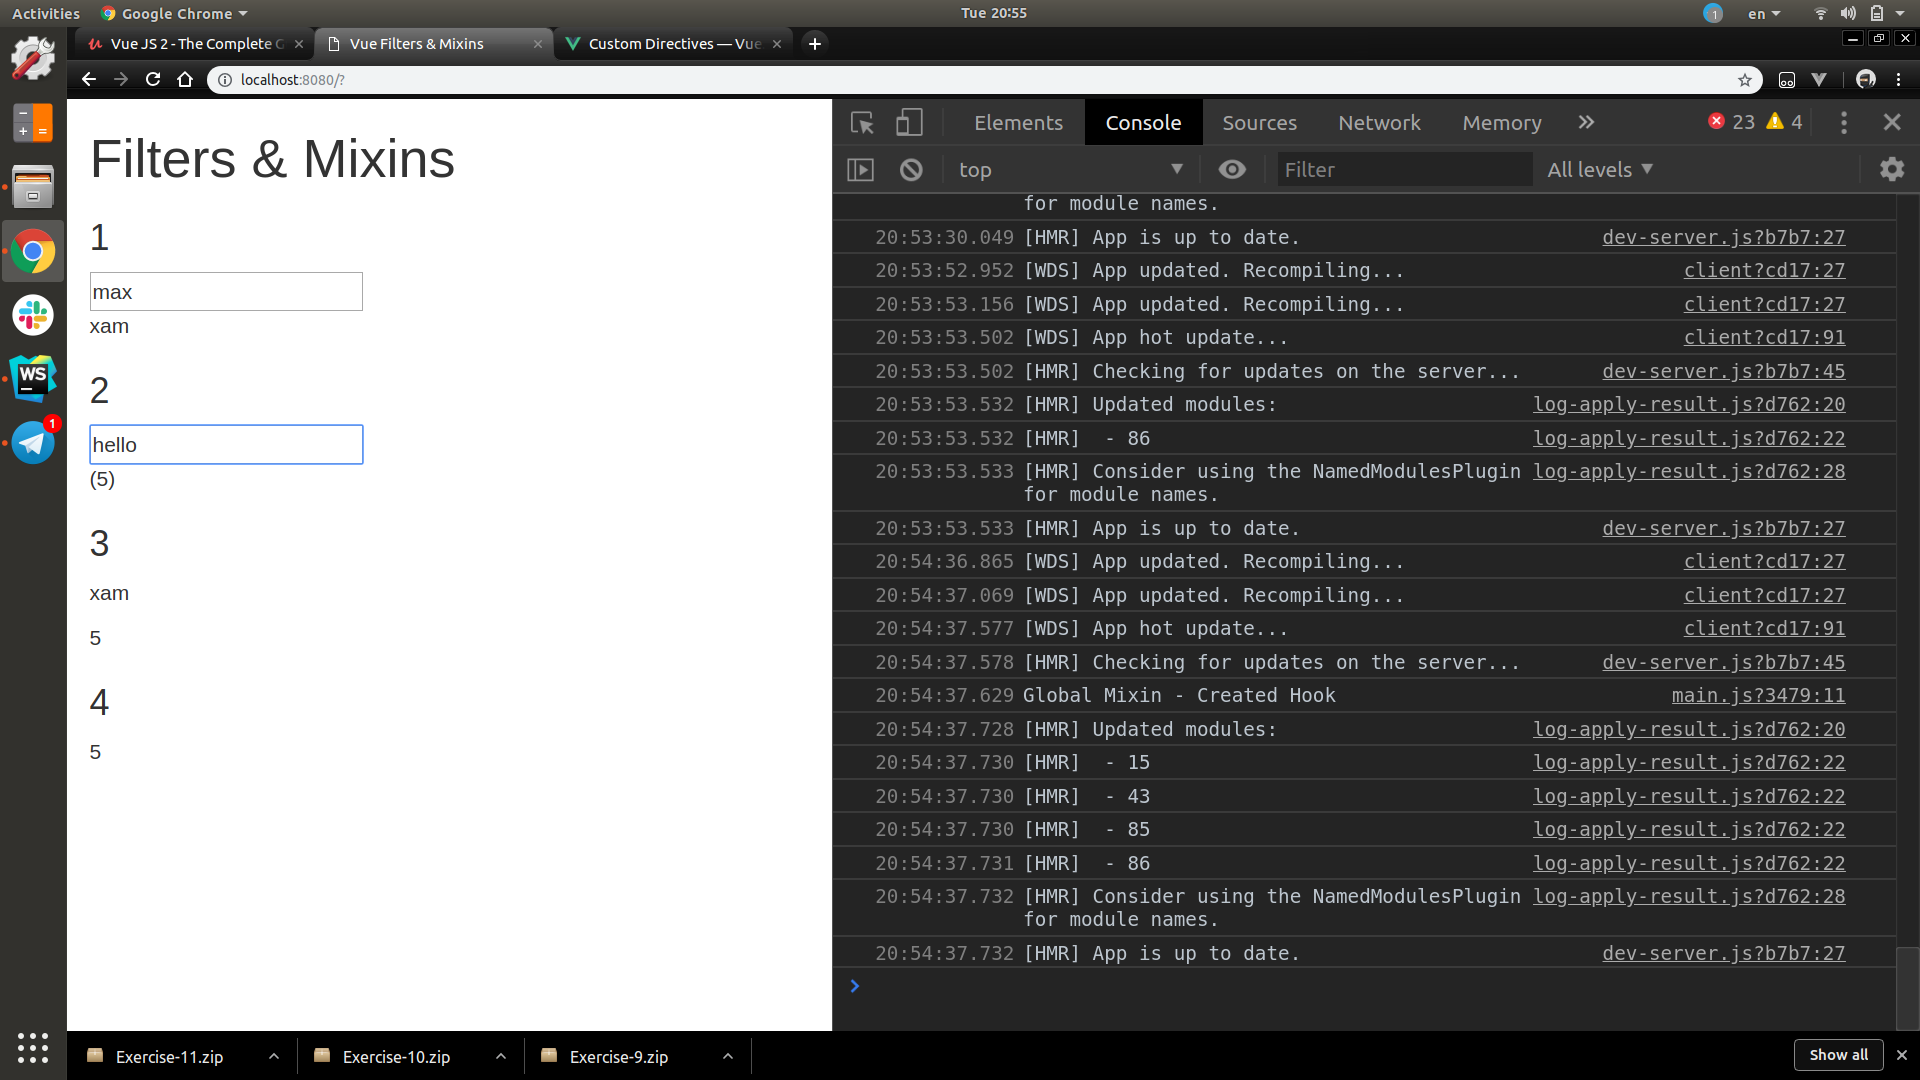 Activities
Google Chrome
Tue 20:55
1
en
Vue JS 2 - The Complete
Vue Filters & Mixins
Custom Directives — Vue
localhost:8080/?
Filters & Mixins
1
max
xam
2
hello
(5)
3
xam
5
4
5
Elements
Console
Sources
Network
Memory
23
4
top
Filter
All levels
for module names.
20:53:30.049 [HMR] App is up to date. dev-server.js?b7b7:27
20:53:52.952 [WDS] App updated. Recompiling... client?cd17:27
20:53:53.156 [WDS] App updated. Recompiling... client?cd17:27
20:53:53.502 [WDS] App hot update... client?cd17:91
20:53:53.502 [HMR] Checking for updates on the server... dev-server.js?b7b7:45
20:53:53.532 [HMR] Updated modules: log-apply-result.js?d762:20
20:53:53.532 [HMR]  - 86 log-apply-result.js?d762:22
20:53:53.533 [HMR] Consider using the NamedModulesPlugin log-apply-result.js?d762:28
for module names.
20:53:53.533 [HMR] App is up to date. dev-server.js?b7b7:27
20:54:36.865 [WDS] App updated. Recompiling... client?cd17:27
20:54:37.069 [WDS] App updated. Recompiling... client?cd17:27
20:54:37.577 [WDS] App hot update... client?cd17:91
20:54:37.578 [HMR] Checking for updates on the server... dev-server.js?b7b7:45
20:54:37.629 Global Mixin - Created Hook main.js?3479:11
20:54:37.728 [HMR] Updated modules: log-apply-result.js?d762:20
20:54:37.730 [HMR]  - 15 log-apply-result.js?d762:22
20:54:37.730 [HMR]  - 43 log-apply-result.js?d762:22
20:54:37.730 [HMR]  - 85 log-apply-result.js?d762:22
20:54:37.731 [HMR]  - 86 log-apply-result.js?d762:22
20:54:37.732 [HMR] Consider using the NamedModulesPlugin log-apply-result.js?d762:28
for module names.
20:54:37.732 [HMR] App is up to date. dev-server.js?b7b7:27
WS
1
Exercise-11.zip
Exercise-10.zip
Exercise-9.zip
Show all